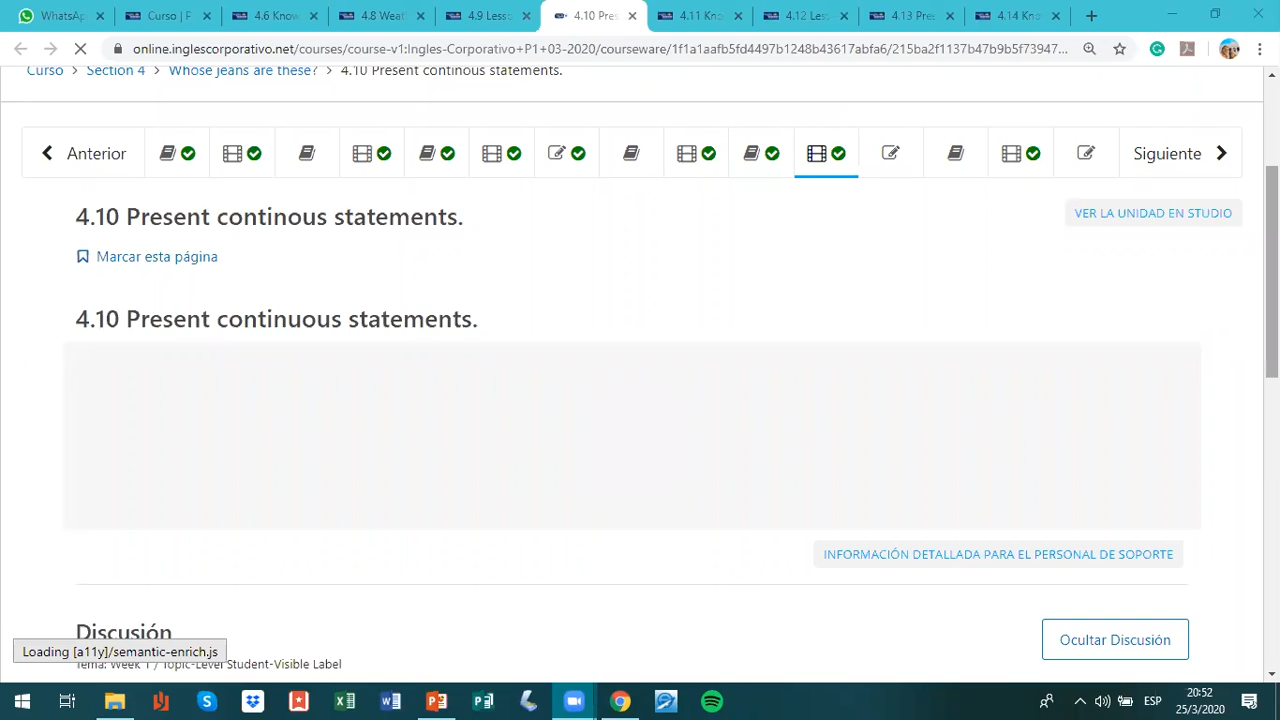 WhatsAp
Curso | F
4.6 Know
4.8 Weat
4.9 Lesso
4.10 Pres
4.11 Kno
4.12 Less
4.13 Pres
4.14 Kno
online.inglescorporativo.net/courses/course-v1:Ingles-Corporativo+P1+03-2020/courseware/1f1a1aafb5fd4497b1248b43617abfa6/215ba2f1137b47b9b5f73947...
Curso > Section 4 > Whose jeans are these? > 4.10 Present continous statements.
Anterior
Siguiente
4.10 Present continous statements.
VER LA UNIDAD EN STUDIO
Marcar esta página
4.10 Present continuous statements.
INFORMACIÓN DETALLADA PARA EL PERSONAL DE SOPORTE
Discusión
Ocultar Discusión
Loading [a11y]/semantic-enrich.js
Tema: Week 1 / Topic-Level Student-Visible Label
ESP
20:52
25/3/2020